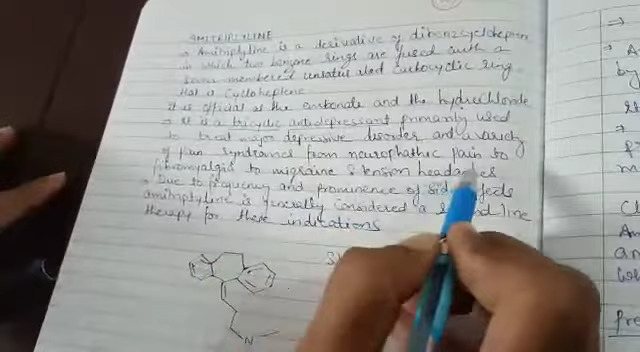 AMITRIPTYLINE
→ Amitriptyline is a derivative of dibenzcyclohepten
in which two benzene rings are fused with a
seven membered unsaturated carbocyclic ring
that is cycloheptene
It is official as the embonate and the hydrochloride
→ It is a tricyclic antidepressant primarily used
to treat major depressive disorder and a variety
of pain syndromes from neuropathic pain to
fibromyalgia to migraine & tension headaches
→ Due to frequency and prominence of side effects
amitriptyline is generally considered a second-line
therapy for these indications
N